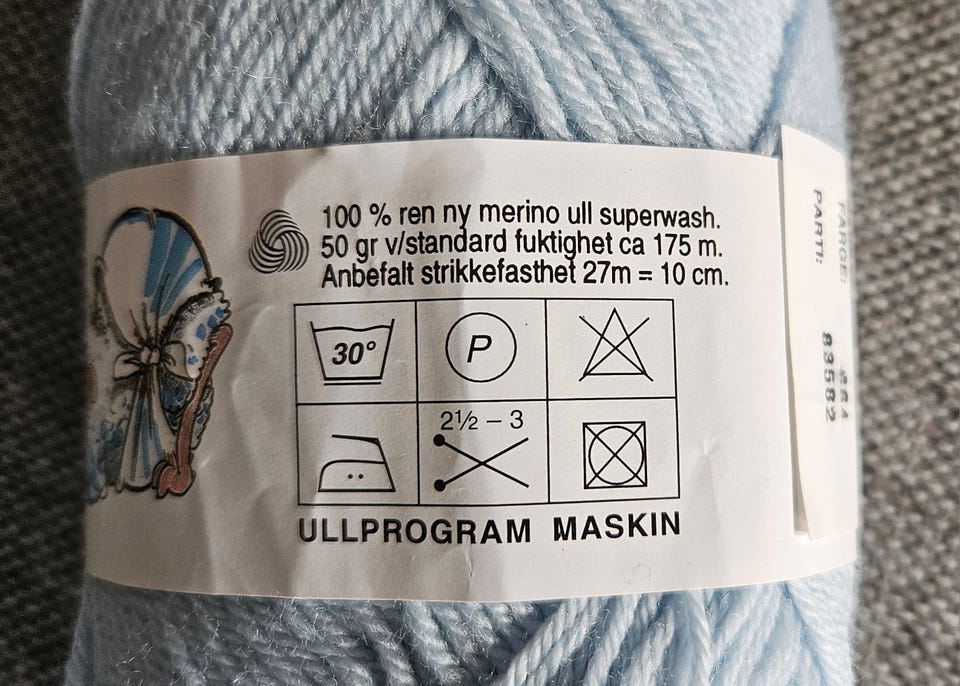 100 % ren ny merino ull superwash.
50 gr v/standard fuktighet ca 175 m.
Anbefalt strikkefasthet 27m = 10 cm.
30°
P
2½ – 3
ULLPROGRAM MASKIN
FARGE:
PARTI: 83582